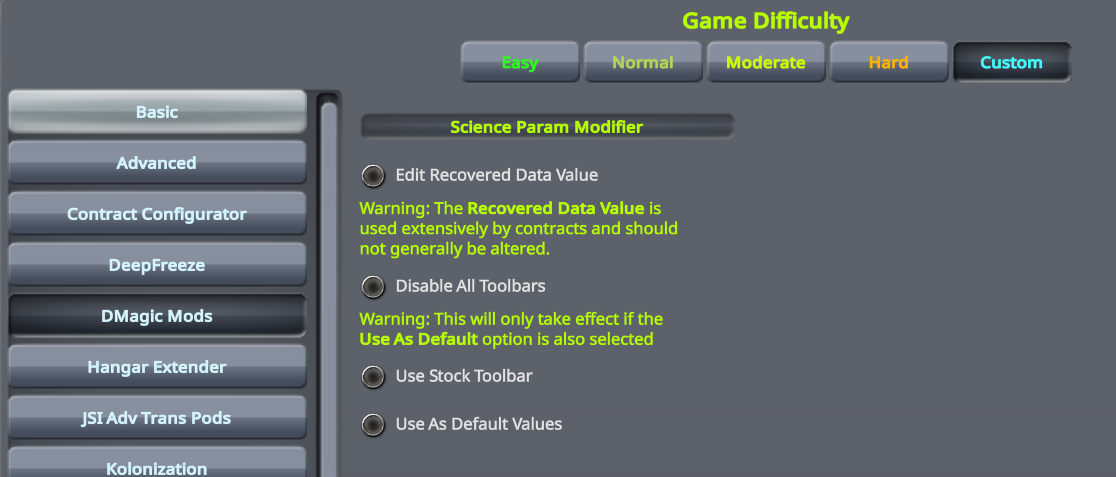 Game Difficulty
Easy
Normal
Moderate
Hard
Custom
Basic
Advanced
Contract Configurator
DeepFreeze
DMagic Mods
Hangar Extender
JSI Adv Trans Pods
Kolonization
Science Param Modifier
Edit Recovered Data Value
Warning: The Recovered Data Value is
used extensively by contracts and should
not generally be altered.
Disable All Toolbars
Warning: This will only take effect if the
Use As Default option is also selected
Use Stock Toolbar
Use As Default Values